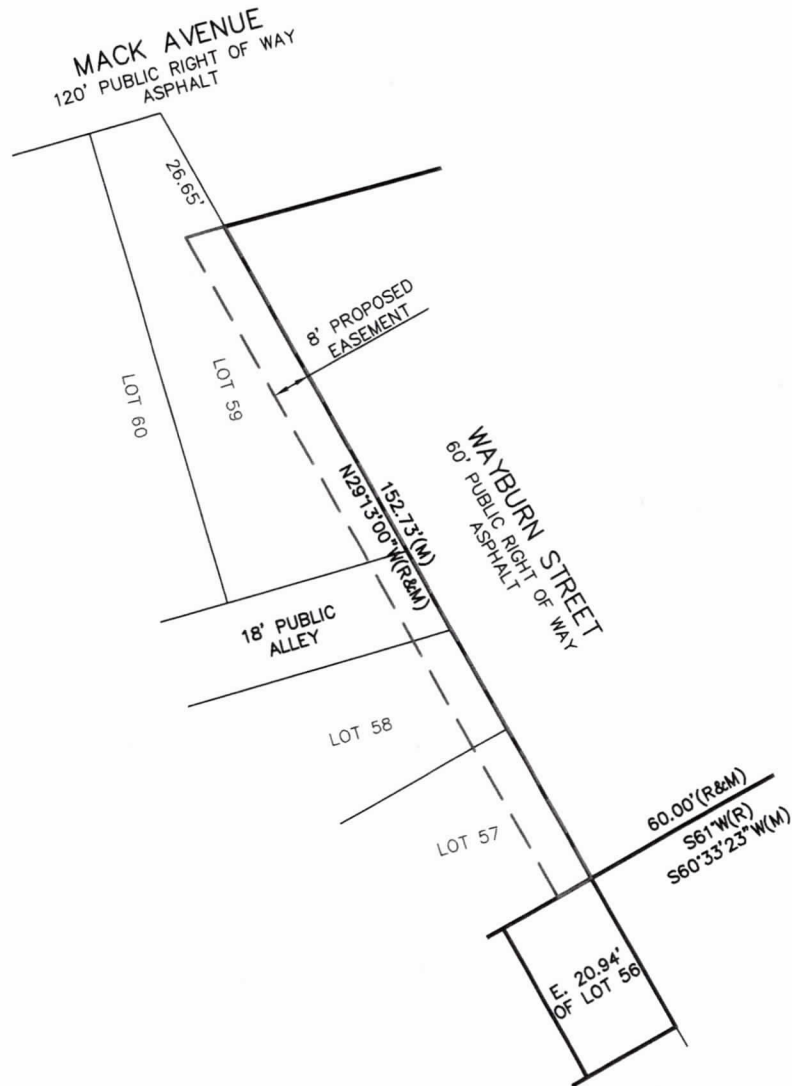 MACK AVENUE
120' PUBLIC RIGHT OF WAY
ASPHALT
26.65'
8' PROPOSED
EASEMENT
LOT 60
LOT 59
WAYBURN STREET
60' PUBLIC RIGHT OF WAY
ASPHALT
152.73'(M)
N29°13'00"W(R&M)
18' PUBLIC
ALLEY
LOT 58
LOT 57
60.00'(R&M)
S61°W(R)
S60°33'23"W(M)
E. 20.94'
OF LOT 56